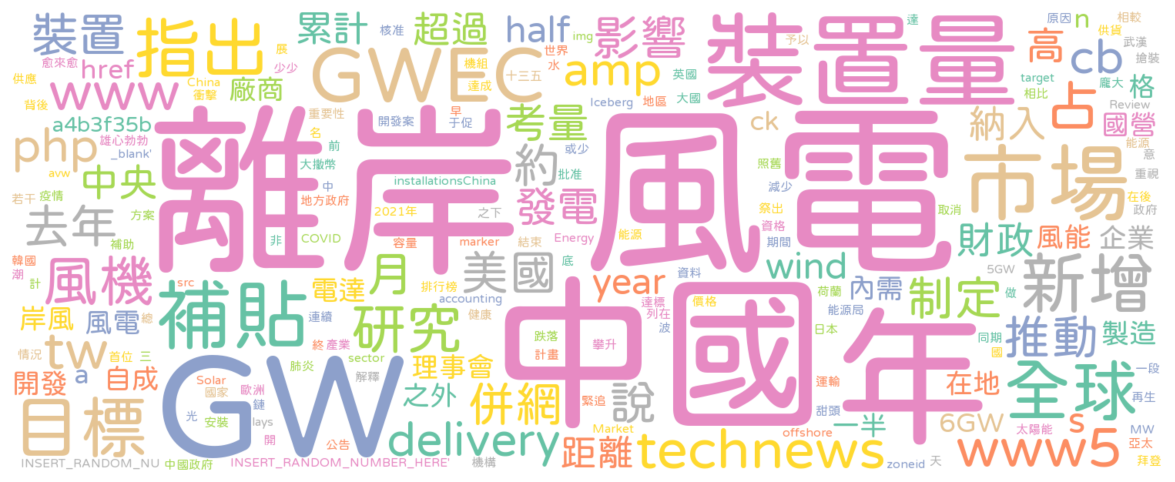 裝置 指出 累計 超過 half img 影響 裝置量 原因 n 相較 達 供貨
愈來愈 展 核准 GWEC 機組 世界 水 予以 高 cb 武漢 搶裝
供應 www href China 衝擊 少少 廠商 達成 十三五 amp 英國 地區 大國 target 相比 格 龐大
背後 a4b3f35b 重要性 早 于促 考量 Iceberg ck 納入 占 國營 Review
雄心勃勃 _blank' 名 開發案 約 或少 照舊 能源 意
php avw 中央 前 大撤幣 離岸風電 installationsChina 批准 減少 市場 重視
若干 疫情 方案 中 地方政府 2021年 之下 發電 祭出 取消 在後 政府
去年 補助 非 COVID 容量 marker 結束 Energy 能源 資格 期間 財政 風能 企業
韓國 潮 計 風機 src 月 美國 底 year 資料 wind 5GW
岸風 風電 總 補貼 電達 連續 排行榜 accounting 健康 達標 列在 波 價格 荷蘭 能源局 內需 做 制定 新增
tw 情況 首位 三 終 產業 研究 中國 年 跌落 計畫 攀升 日本 同期 國 推動 製造
開發 a 自成 Solar 國家 歐洲 鏈 肺炎 sector 解釋 理事會 之外 併網 緊追 說 運輸 甜頭 在地 全球 一段 再生
目標 GW 光 安裝 lays 開 公告 delivery 距離 Market technews offshore 一半 6GW 太陽能 s MW 亞太
INSERT_RANDOM_NU 中國政府 INSERT_RANDOM_NUMBER_HERE' 機構 zoneid 天 www5 拜登